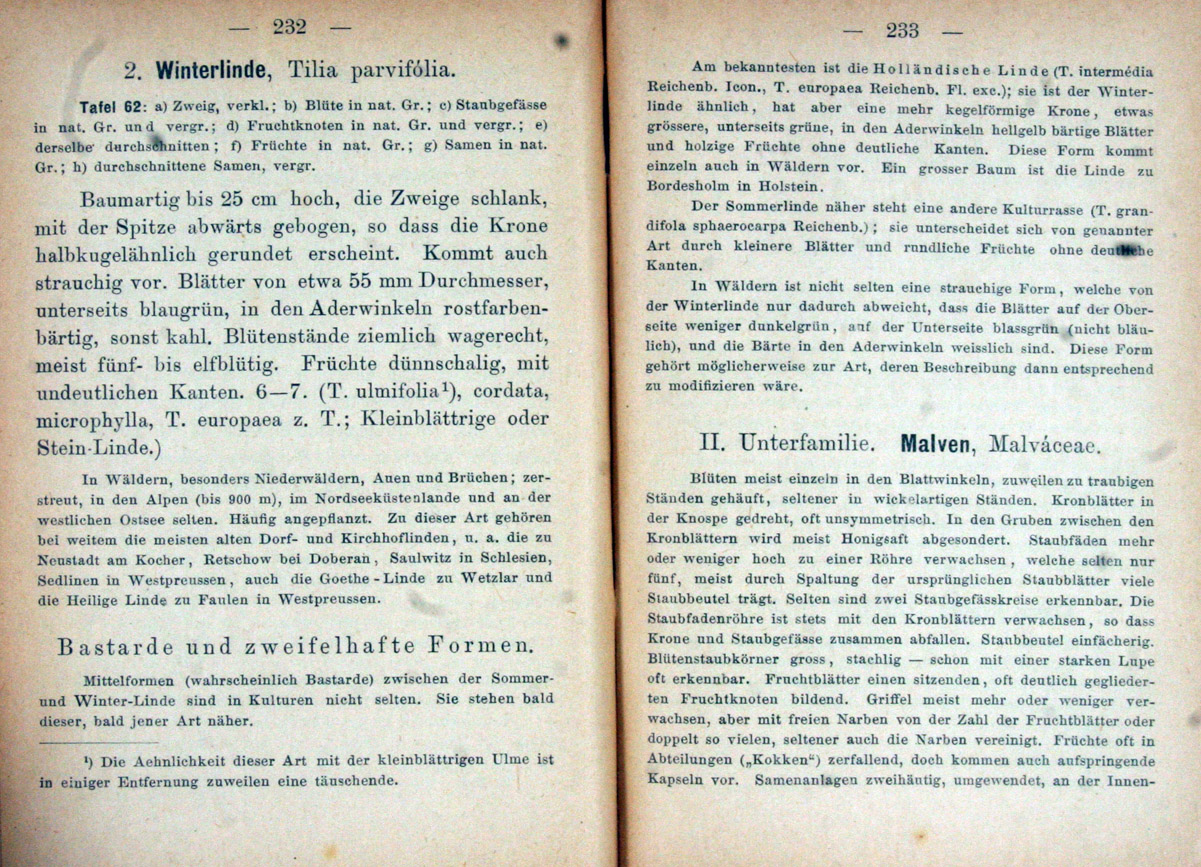 — 232 —
2. Winterlinde, Tilia parvifólia.
Tafel 62: a) Zweig, verkl.; b) Blüte in nat. Gr.; c) Staubgefässe
in nat. Gr. und vergr.; d) Fruchtknoten in nat. Gr. und vergr.; e)
derselbe durchschnitten; f) Früchte in nat. Gr.; g) Samen in nat.
Gr.; h) durchschnittene Samen, vergr.
Baumartig bis 25 cm hoch, die Zweige schlank,
mit der Spitze abwärts gebogen, so dass die Krone
halbkugelähnlich gerundet erscheint. Kommt auch
strauchig vor. Blätter von etwa 55 mm Durchmesser,
unterseits blaugrün, in den Aderwinkeln rostfarben-
bärtig, sonst kahl. Blütenstände ziemlich wagerecht,
meist fünf- bis elfblütig. Früchte dünnschalig, mit
undeutlichen Kanten. 6—7. (T. ulmifolia¹), cordata,
microphylla, T. europaea z. T.; Kleinblättrige oder
Stein-Linde.)
In Wäldern, besonders Niederwäldern, Auen und Brüchen; zer-
streut, in den Alpen (bis 900 m), im Nordseeküstenlande und an der
westlichen Ostsee selten. Häufig angepflanzt. Zu dieser Art gehören
bei weitem die meisten alten Dorf- und Kirchhoflinden, u. a. die zu
Neustadt am Kocher, Retschow bei Doberan, Saulwitz in Schlesien,
Sedlinen in Westpreussen, auch die Goethe-Linde zu Wetzlar und
die Heilige Linde zu Faulen in Westpreussen.
Bastarde und zweifelhafte Formen.
Mittelformen (wahrscheinlich Bastarde) zwischen der Sommer-
und Winter-Linde sind in Kulturen nicht selten. Sie stehen bald
dieser, bald jener Art näher.
¹) Die Aehnlichkeit dieser Art mit der kleinblättrigen Ulme ist
in einiger Entfernung zuweilen eine täuschende.
— 233 —
Am bekanntesten ist die Holländische Linde (T. intermédia
Reichenb. Icon., T. europaea Reichenb. Fl. exc.); sie ist der Winter-
linde ähnlich, hat aber eine mehr kegelförmige Krone, etwas
grössere, unterseits grüne, in den Aderwinkeln hellgelb bärtige Blätter
und holzige Früchte ohne deutliche Kanten. Diese Form kommt
einzeln auch in Wäldern vor. Ein grosser Baum ist die Linde zu
Bordesholm in Holstein.
Der Sommerlinde näher steht eine andere Kulturrasse (T. gran-
difola sphaerocarpa Reichenb.); sie unterscheidet sich von genannter
Art durch kleinere Blätter und rundliche Früchte ohne deutliche
Kanten.
In Wäldern ist nicht selten eine strauchige Form, welche von
der Winterlinde nur dadurch abweicht, dass die Blätter auf der Ober-
seite weniger dunkelgrün, auf der Unterseite blassgrün (nicht bläu-
lich), und die Bärte in den Aderwinkeln weisslich sind. Diese Form
gehört möglicherweise zur Art, deren Beschreibung dann entsprechend
zu modifizieren wäre.
II. Unterfamilie. Malven, Malváceae.
Blüten meist einzeln in den Blattwinkeln, zuweilen zu traubigen
Ständen gehäuft, seltener in wickelartigen Ständen. Kronblätter in
der Knospe gedreht, oft unsymmetrisch. In den Gruben zwischen den
Kronblättern wird meist Honigsaft abgesondert. Staubfäden mehr
oder weniger hoch zu einer Röhre verwachsen, welche selten nur
fünf, meist durch Spaltung der ursprünglichen Staubblätter viele
Staubbeutel trägt. Selten sind zwei Staubgefässkreise erkennbar. Die
Staubfadenröhre ist stets mit den Kronblättern verwachsen, so dass
Krone und Staubgefässe zusammen abfallen. Staubbeutel einfächerig.
Blütenstaubkörner gross, stachlig — schon mit einer starken Lupe
oft erkennbar. Fruchtblätter einen sitzenden, oft deutlich geglieder-
ten Fruchtknoten bildend. Griffel meist mehr oder weniger ver-
wachsen, aber mit freien Narben von der Zahl der Fruchtblätter oder
doppelt so vielen, seltener auch die Narben vereinigt. Früchte oft in
Abteilungen („Kokken“) zerfallend, doch kommen auch aufspringende
Kapseln vor. Samenanlagen zweihäutig, umgewendet, an der Innen-